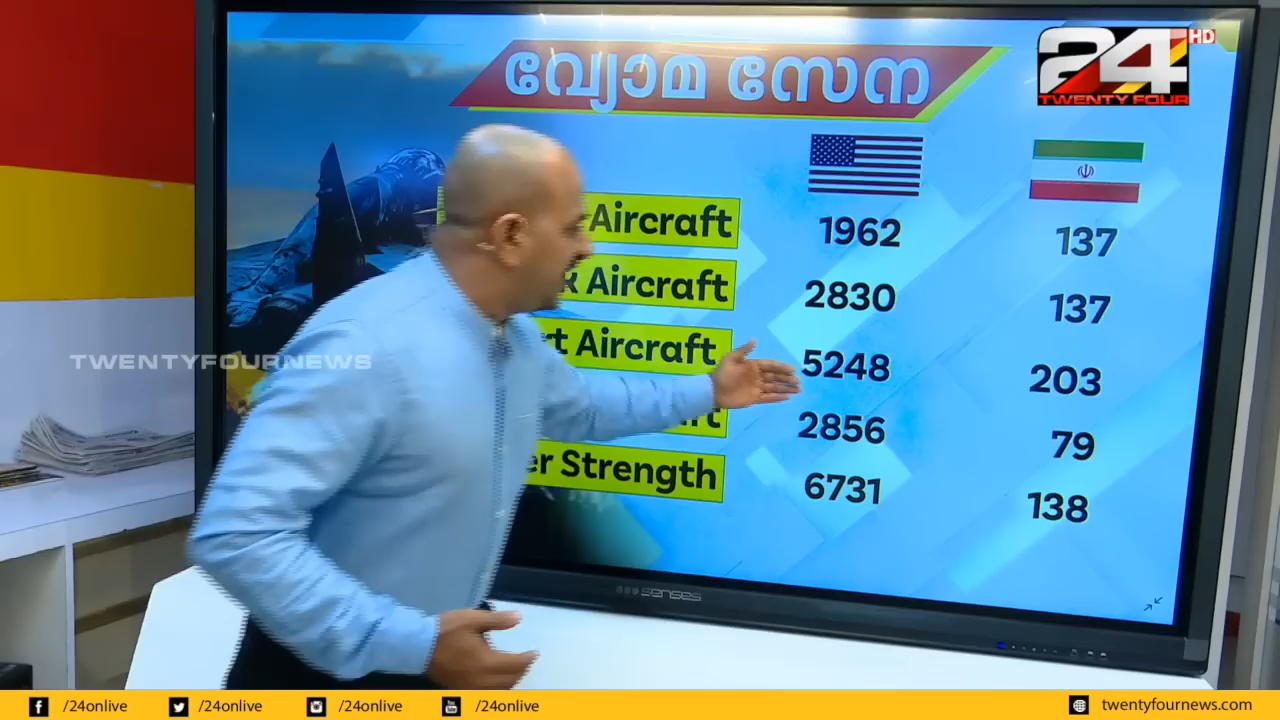 വ്യോമ സേന
24 HD
TWENTY FOUR
Aircraft 1962 137
Aircraft 2830 137
Aircraft 5248 203
2856 79
Strength 6731 138
TWENTYFOURNEWS
senses
/24onlive /24onlive /24onlive /24onlive twentyfournews.com